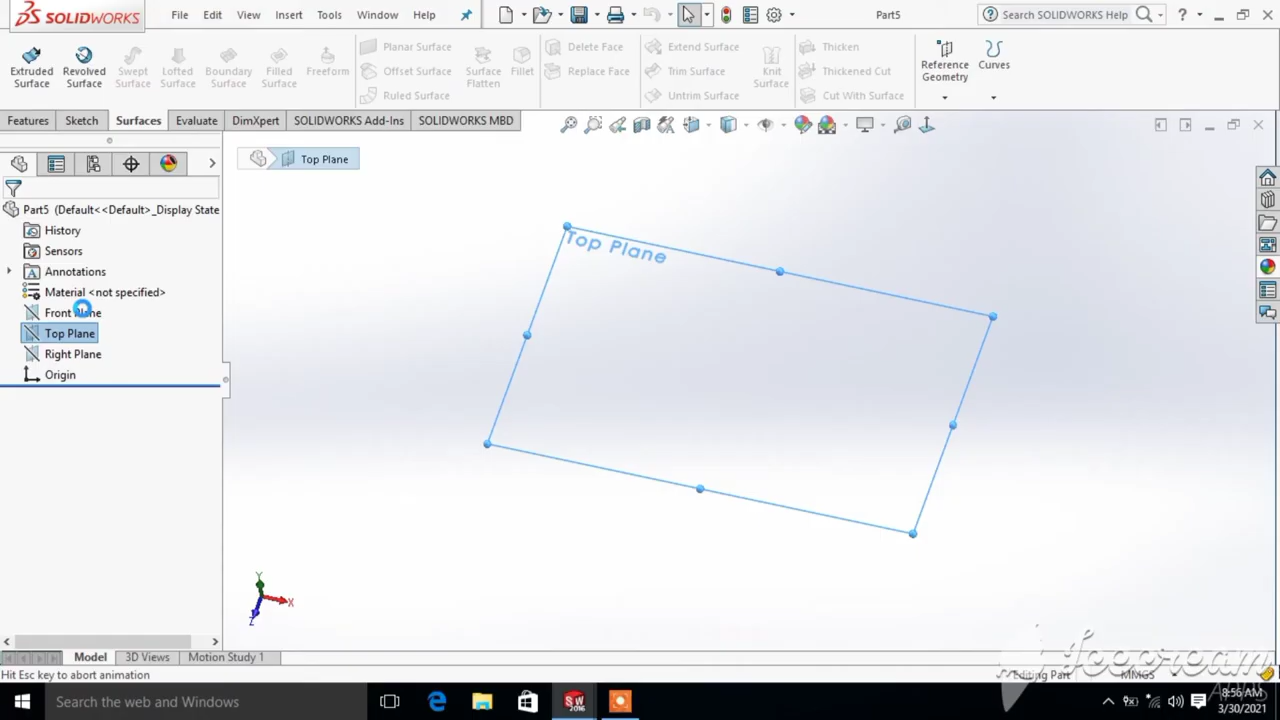 SOLIDWORKS File Edit View Insert Tools Window Help Part5 Search SOLIDWORKS Help ?
Extruded Surface Revolved Surface Swept Surface Lofted Surface Boundary Surface Filled Surface Freeform
Planar Surface
Offset Surface
Ruled Surface
Surface Flatten
Fillet
Delete Face
Replace Face
Extend Surface
Trim Surface
Untrim Surface
Knit Surface
Thicken
Thickened Cut
Cut With Surface
Reference Geometry
Curves
Features Sketch Surfaces Evaluate DimXpert SOLIDWORKS Add-Ins SOLIDWORKS MBD
Top Plane
Part5 (Default<<Default>_Display State
History
Sensors
Annotations
Material <not specified>
Front Plane
Top Plane
Right Plane
Origin
Top Plane
Y
X
Z
Model 3D Views Motion Study 1
Hit Esc key to abort animation
Editing Part MMGS
Search the web and Windows
SW
2016
8:56 AM
3/30/2021